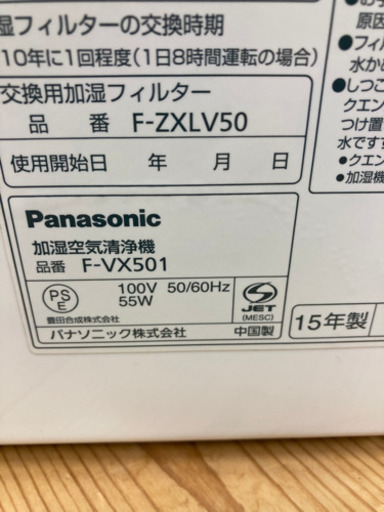 湿フィルターの交換時期
10年に1回程度(1日8時間運転の場合)
交換用加湿フィルター
品 番 F-ZXLV50
使用開始日 年 月 日
Panasonic
加湿空気清浄機
品番 F-VX501
PS
E
100V 50/60Hz
55W
JET
(MESC)
豊田合成株式会社
パナソニック株式会社
中国製
15年製
原因
●フィ
水か
●しつこ
クエン
つけ置
水です
●クエン
●加湿機